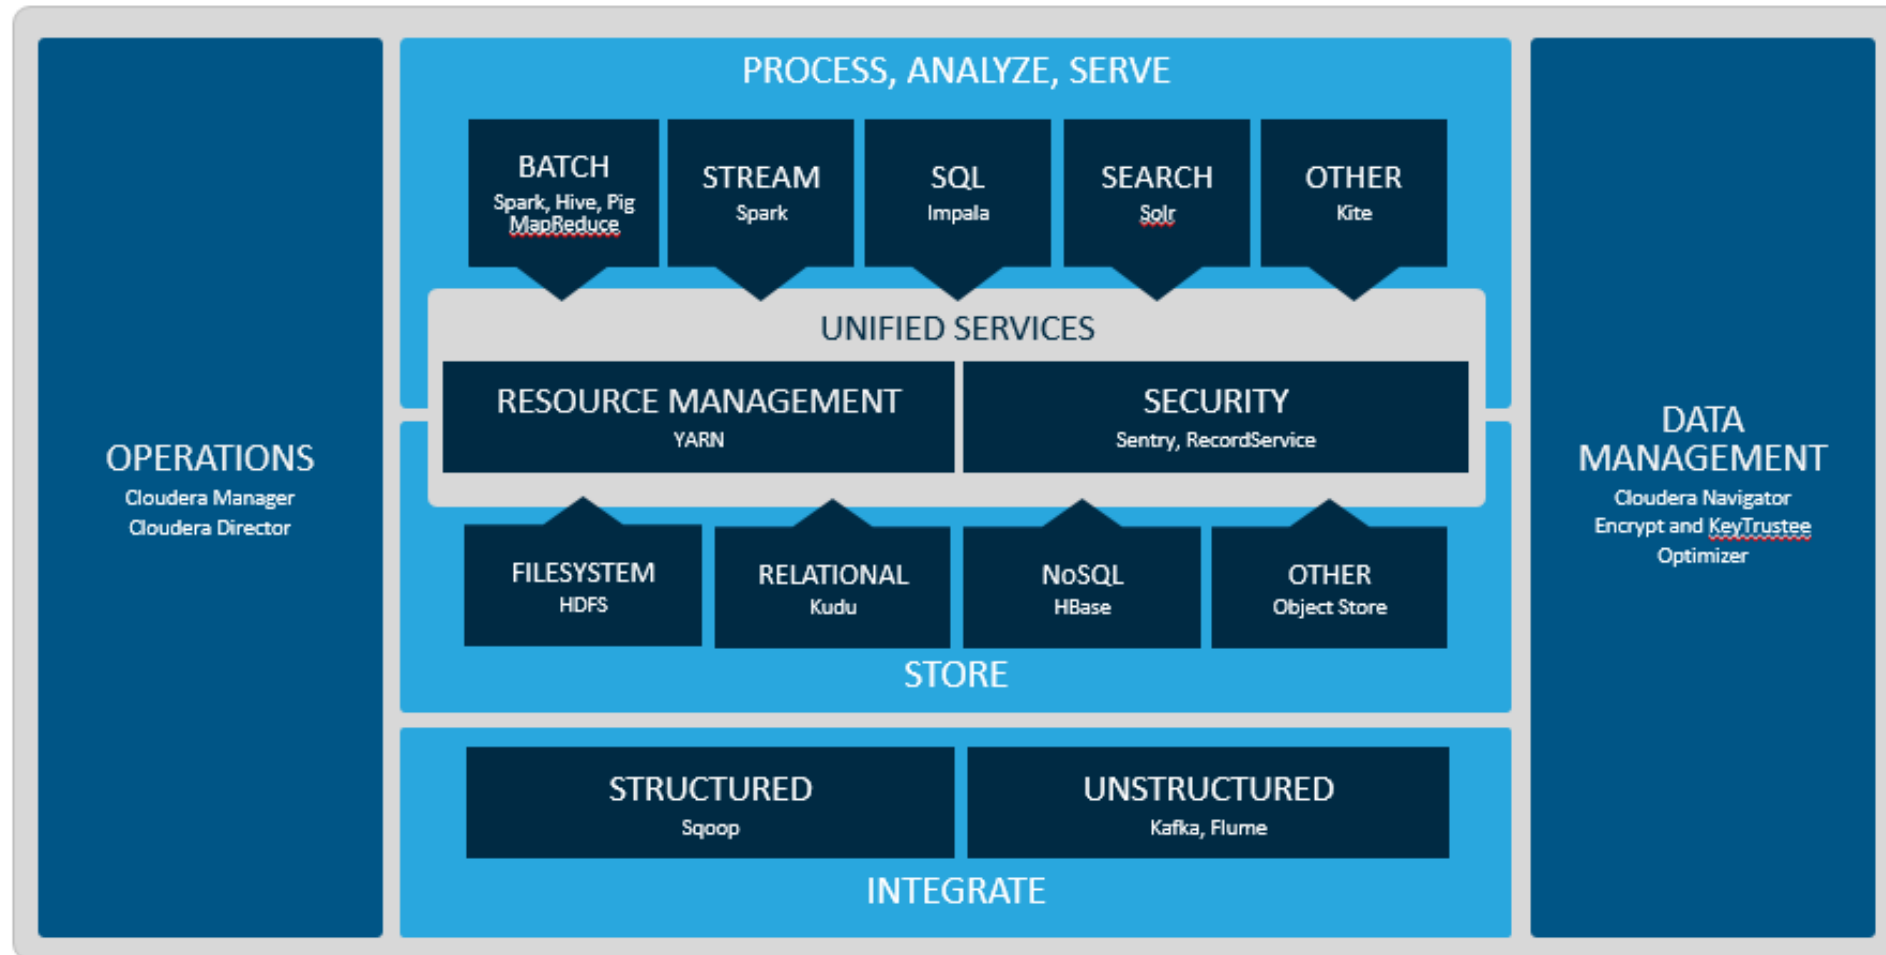 PROCESS, ANALYZE, SERVE
BATCH
Spark, Hive, Pig
MapReduce
STREAM
Spark
SQL
Impala
SEARCH
Solr
OTHER
Kite
UNIFIED SERVICES
RESOURCE MANAGEMENT
YARN
SECURITY
Sentry, RecordService
OPERATIONS
Cloudera Manager
Cloudera Director
DATA
MANAGEMENT
Cloudera Navigator
Encrypt and KeyTrustee
Optimizer
FILESYSTEM
HDFS
RELATIONAL
Kudu
NoSQL
HBase
OTHER
Object Store
STORE
STRUCTURED
Sqoop
UNSTRUCTURED
Kafka, Flume
INTEGRATE